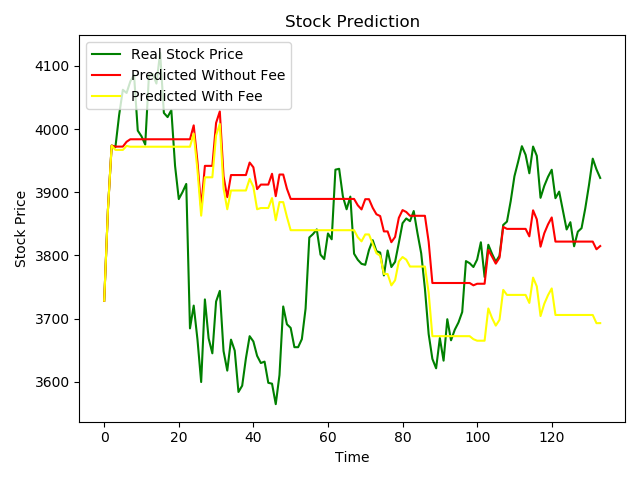 Stock Prediction
Real Stock Price
Predicted Without Fee
Predicted With Fee
4100
4000
3900
3800
3700
3600
Stock Price
0 20 40 60 80 100 120
Time